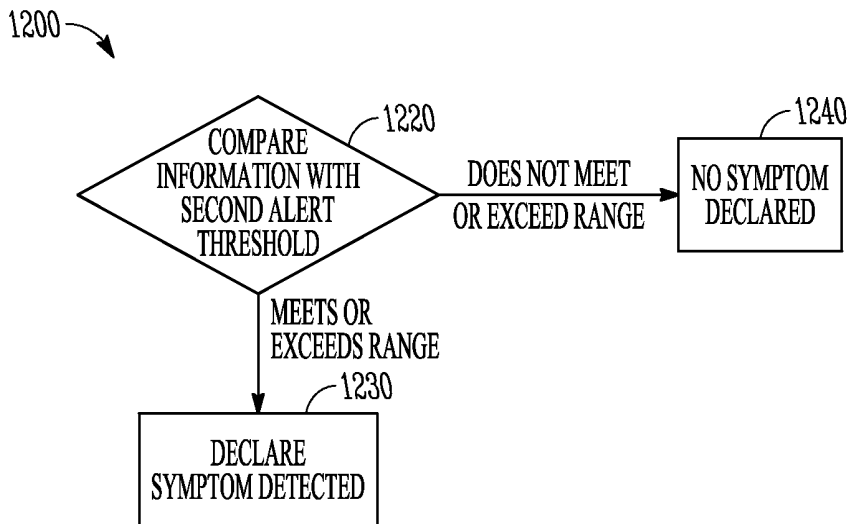 1200
1220
COMPARE
INFORMATION WITH
SECOND ALERT
THRESHOLD
DOES NOT MEET
OR EXCEED RANGE
1240
NO SYMPTOM
DECLARED
MEETS OR
EXCEEDS RANGE
1230
DECLARE
SYMPTOM DETECTED